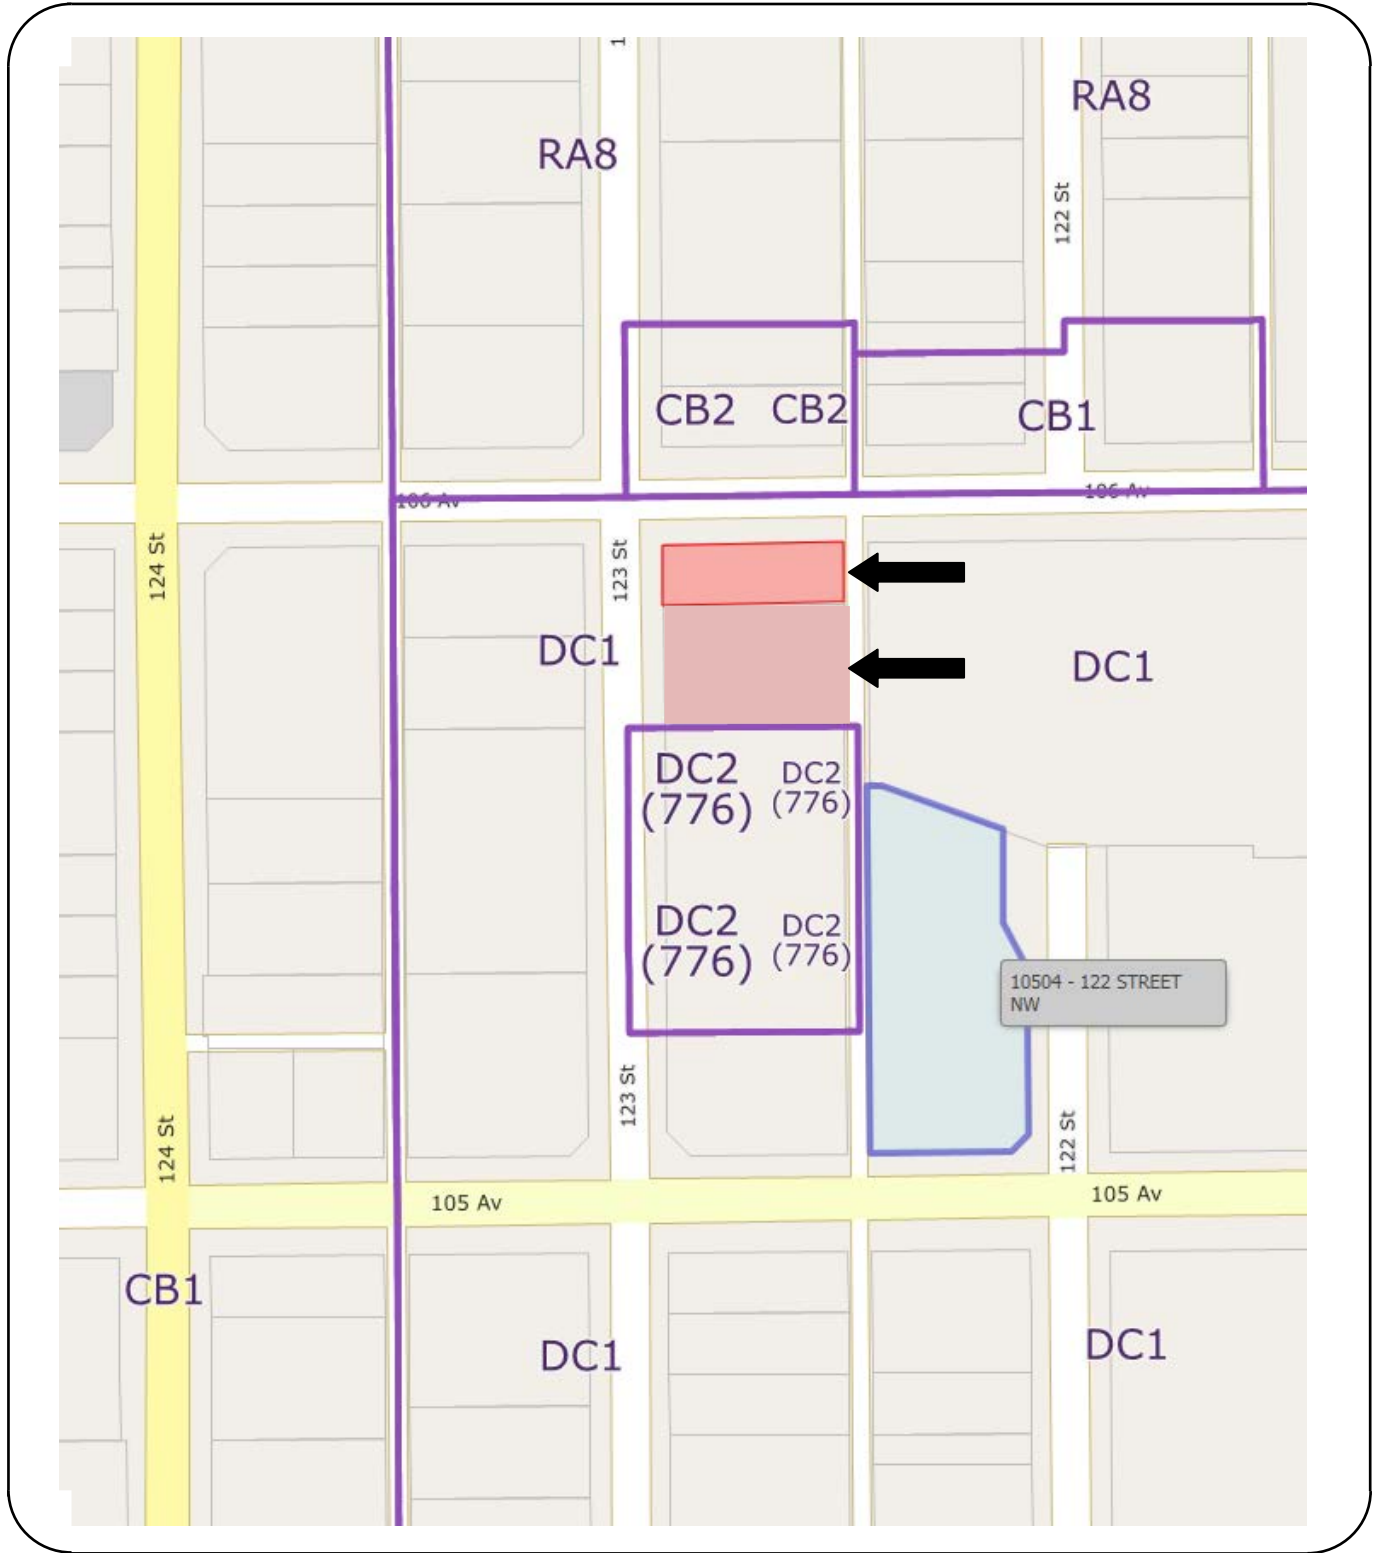 1
RA8
RA8
122 St
CB2
CB2
CB1
106 Av
106 Av
124 St
123 St
DC1
DC1
DC2
(776)
DC2
(776)
DC2
(776)
DC2
(776)
10504 - 122 STREET
NW
123 St
124 St
122 St
105 Av
105 Av
CB1
DC1
DC1